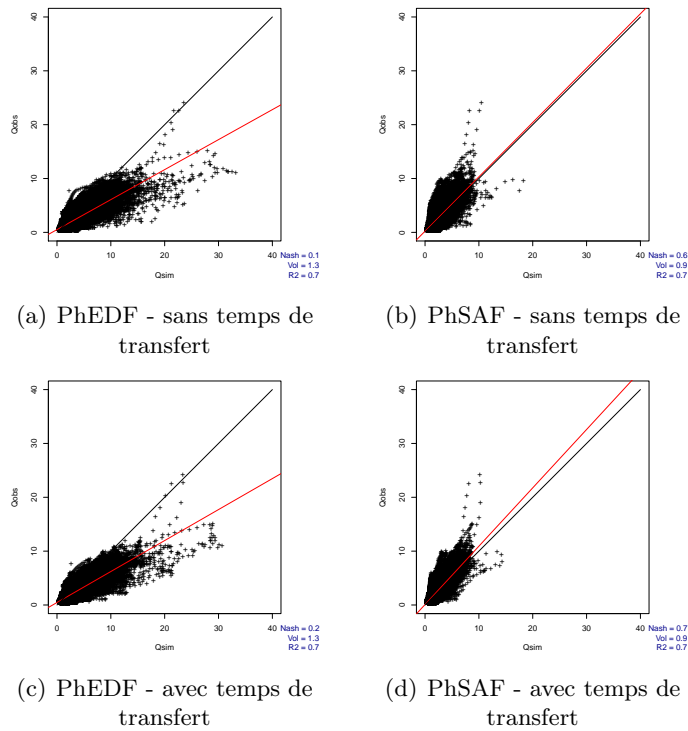 40
30
20
10
0
Qobs
0
10
20
30
40
Qsim
Nash = 0.1
Vol = 1.3
R2 = 0.7
(a) PhEDF - sans temps de
transfert
40
30
20
10
0
Qobs
0
10
20
30
40
Qsim
Nash = 0.6
Vol = 0.9
R2 = 0.7
(b) PhSAF - sans temps de
transfert
40
30
20
10
0
Qobs
0
10
20
30
40
Qsim
Nash = 0.2
Vol = 1.3
R2 = 0.7
(c) PhEDF - avec temps de
transfert
40
30
20
10
0
Qobs
0
10
20
30
40
Qsim
Nash = 0.7
Vol = 0.9
R2 = 0.7
(d) PhSAF - avec temps de
transfert